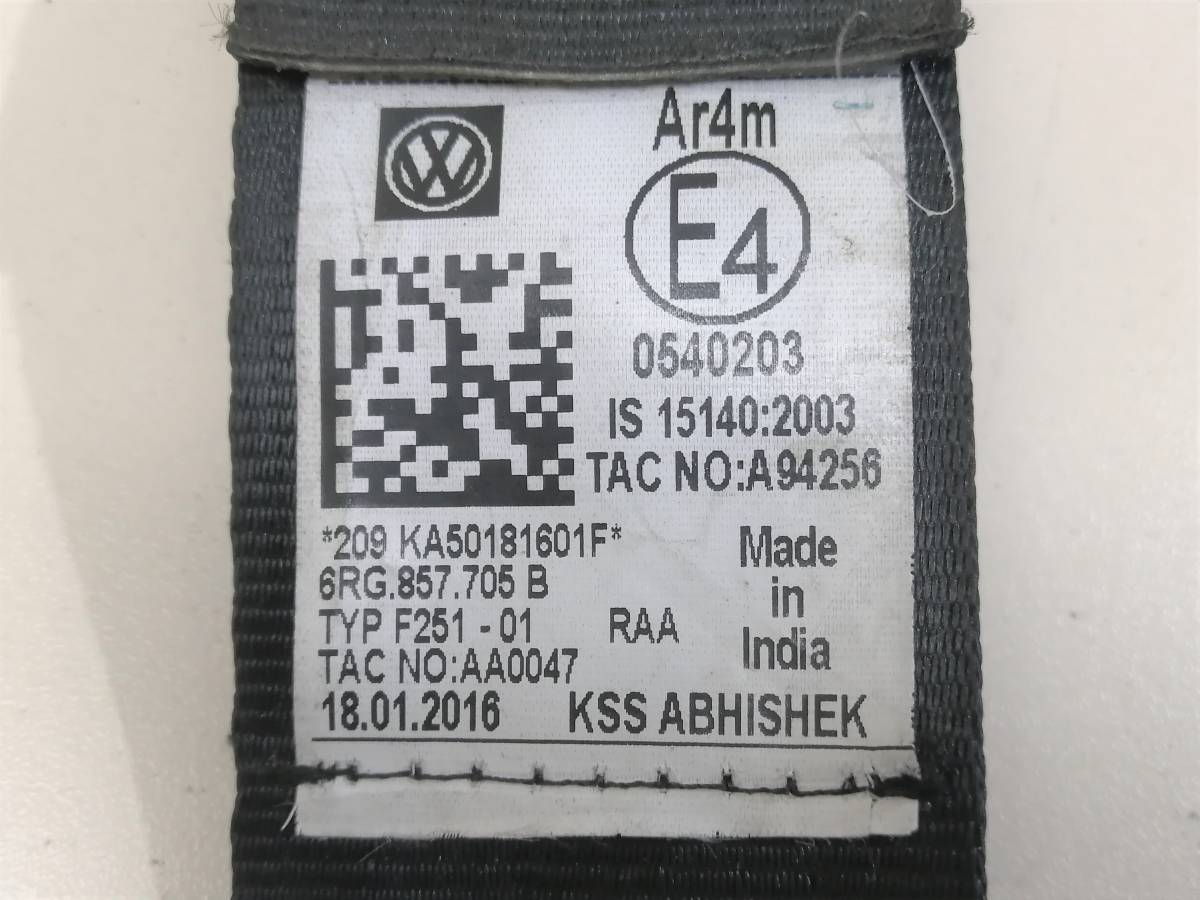 Ar4m
E4
0540203
IS 15140:2003
TAC NO:A94256
*209 KA50181601F*
6RG.857.705 B
TYP F251 - 01 RAA
TAC NO:AA0047
Made
in
India
18.01.2016 KSS ABHISHEK